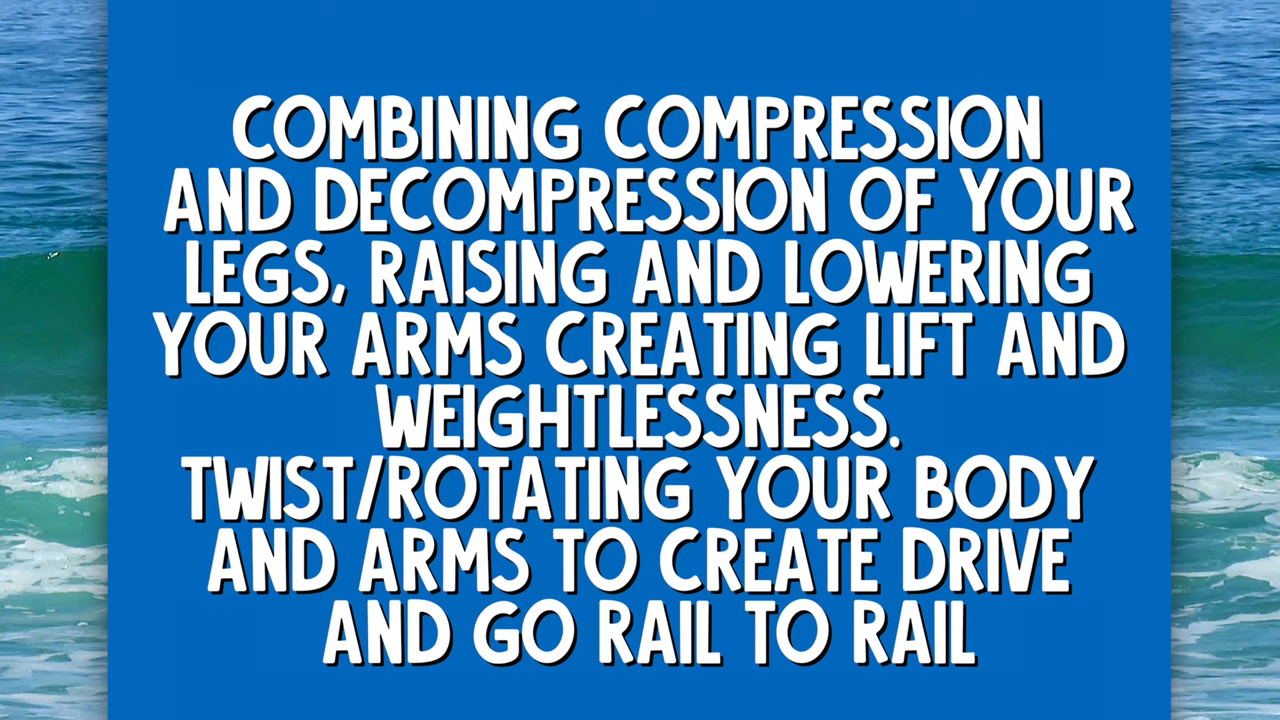 COMBINING COMPRESSION
AND DECOMPRESSION OF YOUR
LEGS, RAISING AND LOWERING
YOUR ARMS CREATING LIFT AND
WEIGHTLESSNESS.
TWIST/ROTATING YOUR BODY
AND ARMS TO CREATE DRIVE
AND GO RAIL TO RAIL